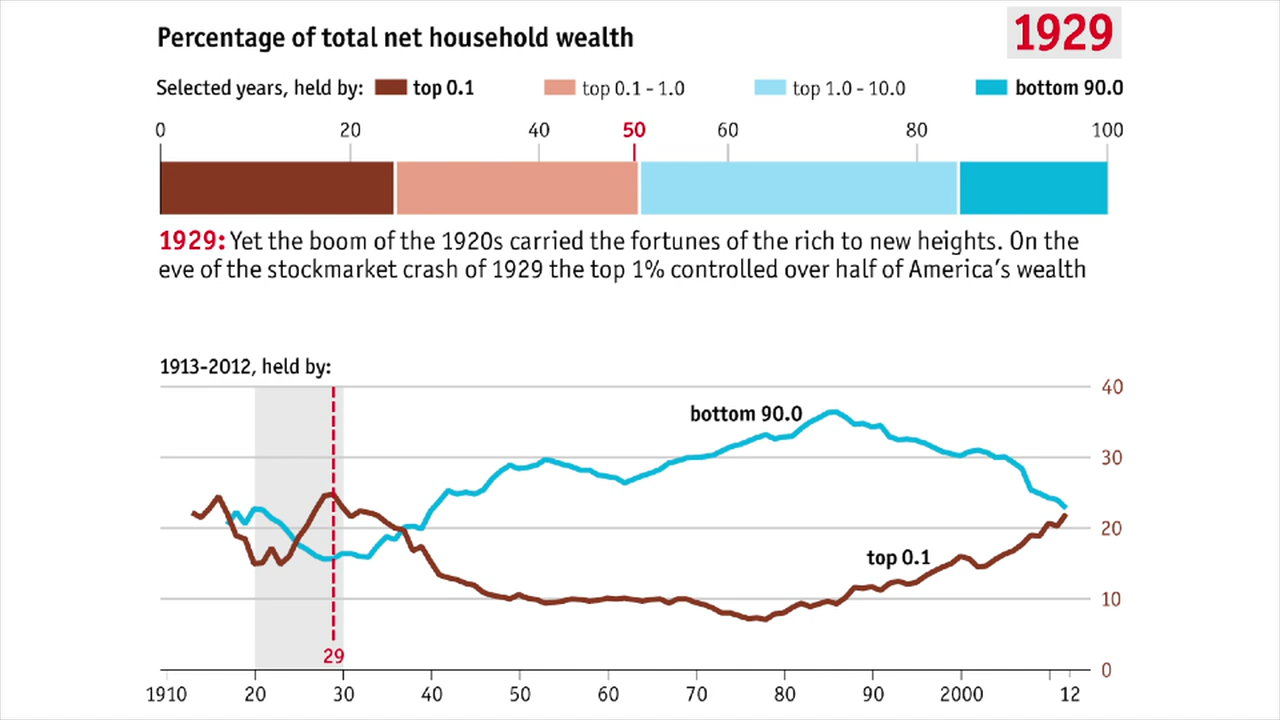 Percentage of total net household wealth
1929
Selected years, held by: top 0.1 top 0.1 - 1.0 top 1.0 - 10.0 bottom 90.0
0 20 40 50 60 80 100
1929: Yet the boom of the 1920s carried the fortunes of the rich to new heights. On the
eve of the stockmarket crash of 1929 the top 1% controlled over half of America's wealth
1913-2012, held by:
40
bottom 90.0
30
20
top 0.1
10
29
0
1910 20 30 40 50 60 70 80 90 2000 12